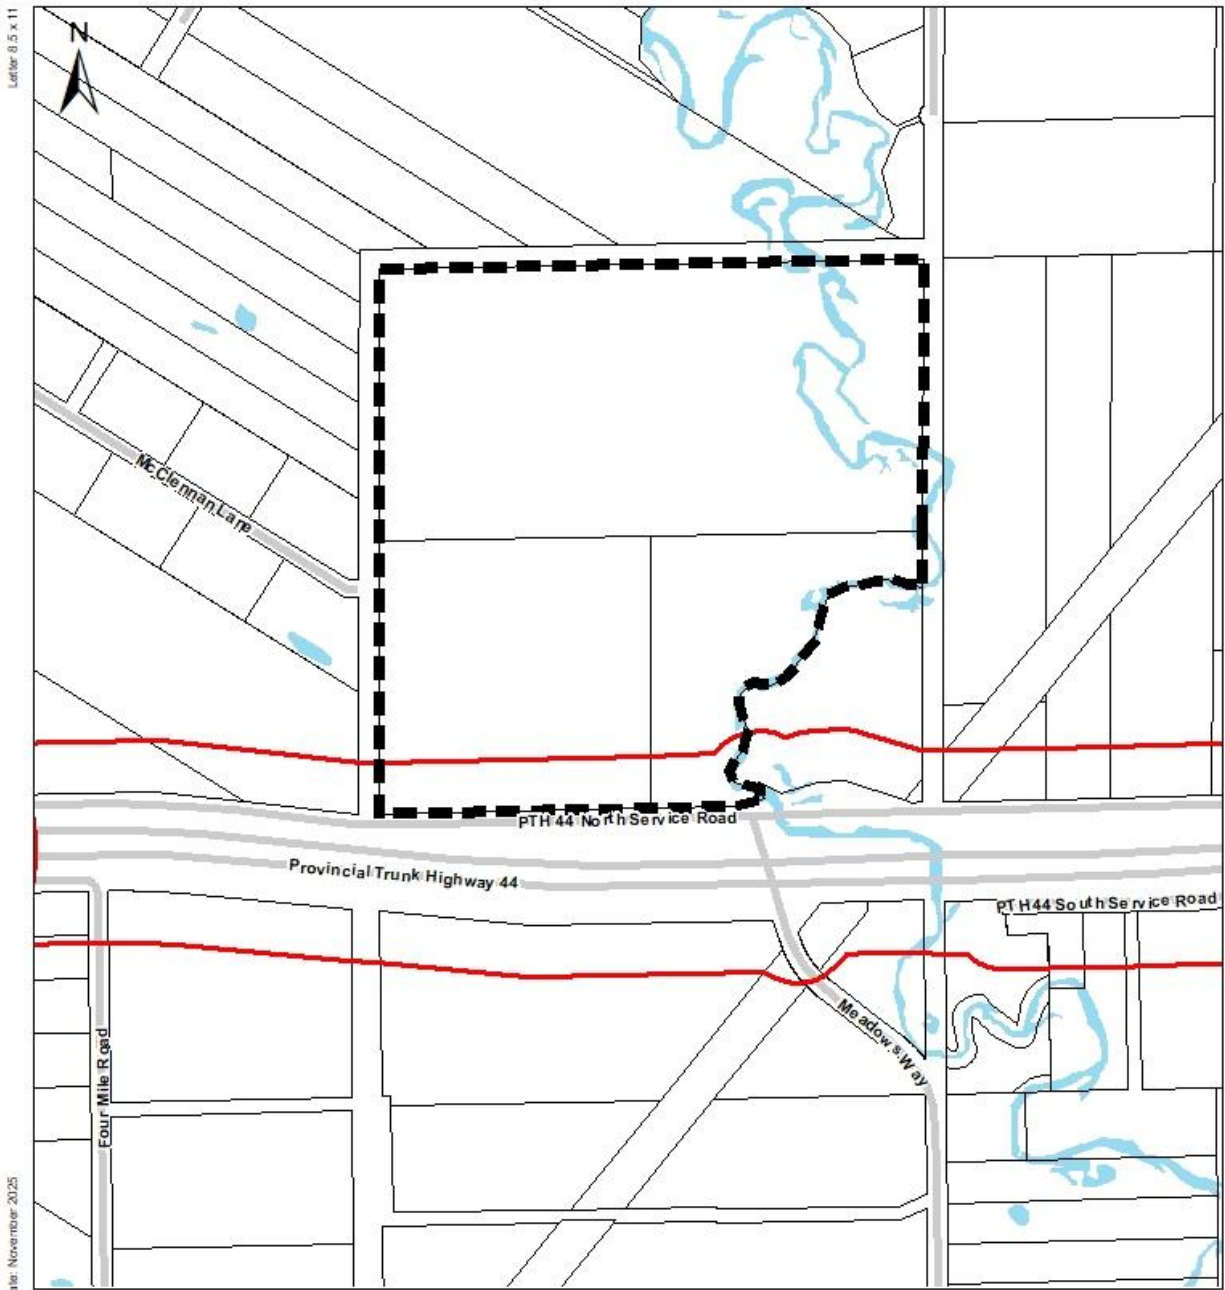 Letter 8.5 x 11
N
McClennan Lane
PTH 44 North Service Road
Provincial Trunk Highway 44
PTH 44 South Service Road
Meadows Way
Four Mile Road
November 2025